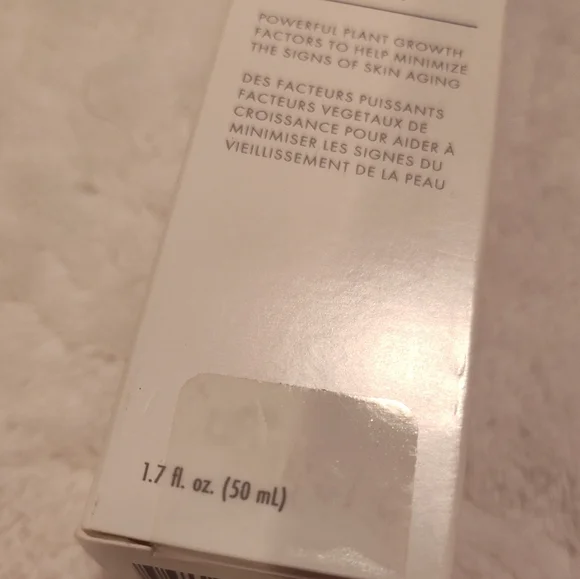 POWERFUL PLANT GROWTH
FACTORS TO HELP MINIMIZE
THE SIGNS OF SKIN AGING
DES FACTEURS PUISSANTS
FACTEURS VEGETAUX DE
CROISSANCE POUR AIDER À
MINIMISER LES SIGNES DU
VIEILLISSEMENT DE LA PEAU
1.7 fl. oz. (50 mL)